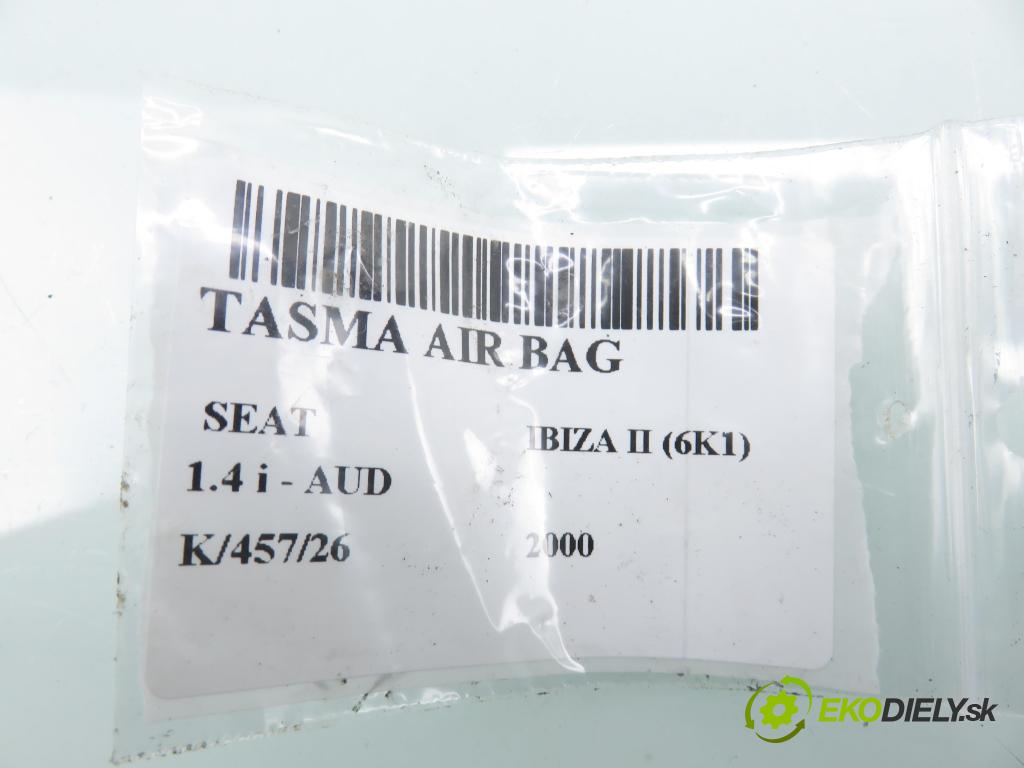 TASMA AIR BAG
SEAT IBIZA II (6K1)
1.4 i - AUD
K/457/26 2000
EKODIELY.sk